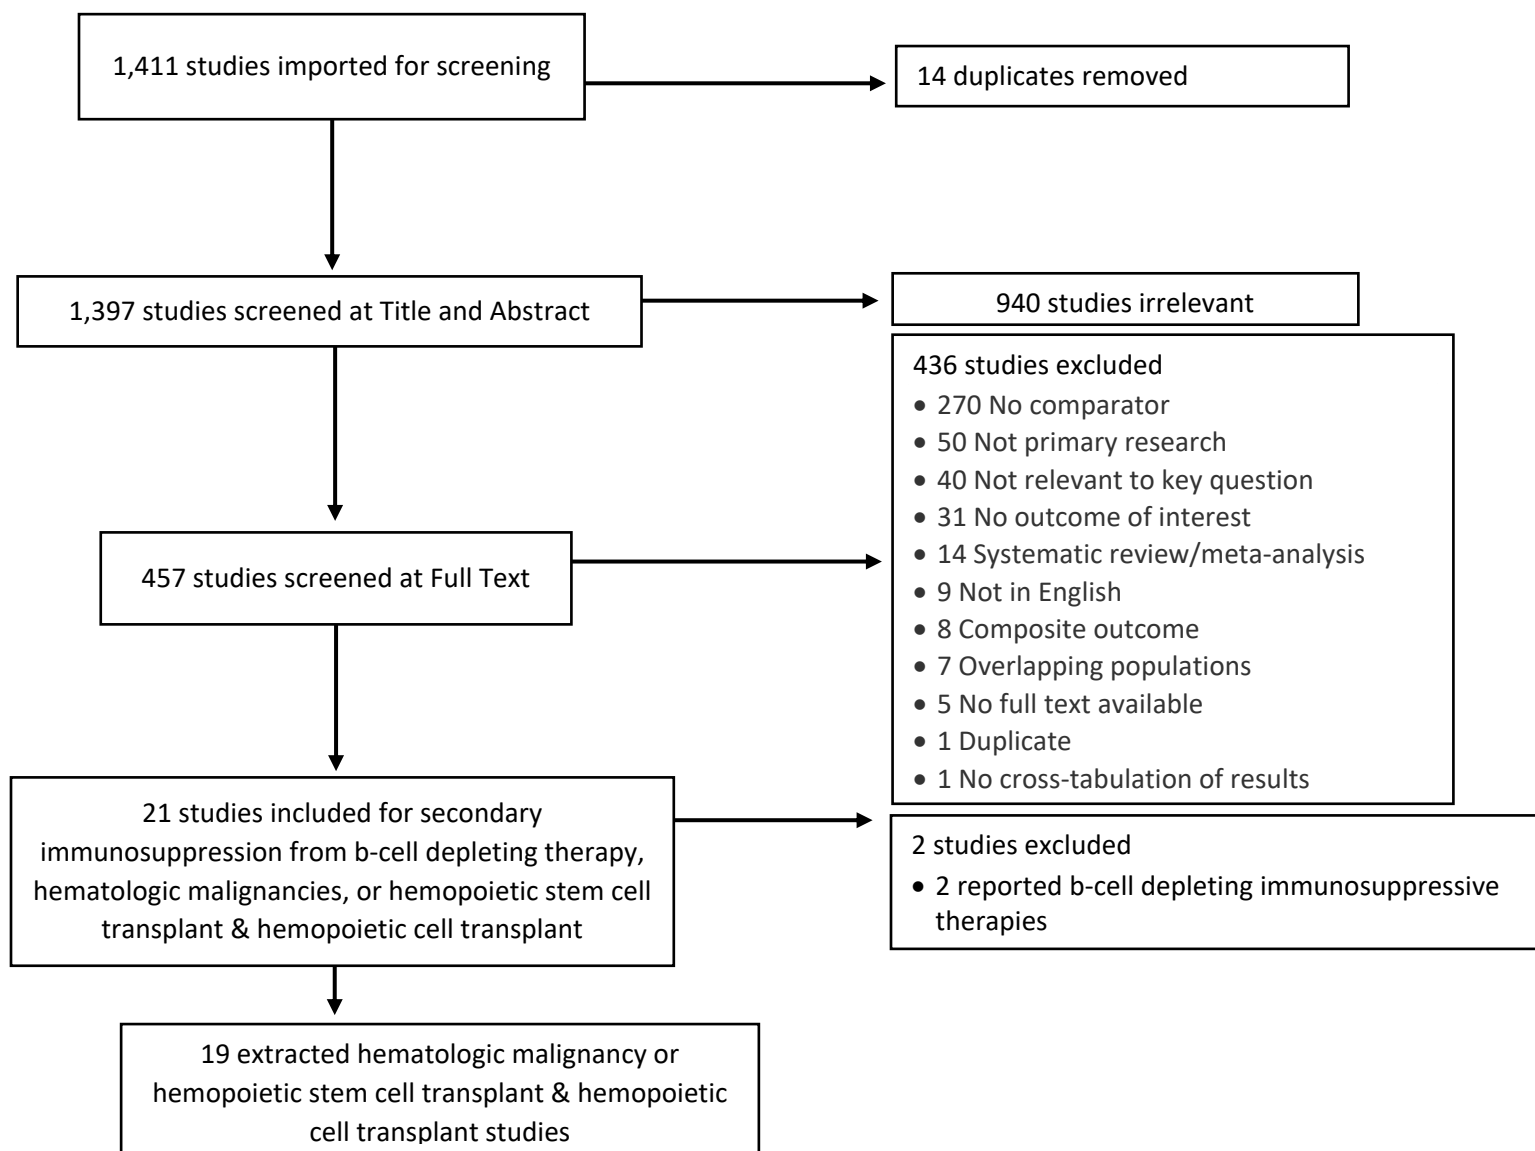 1,411 studies imported for screening
14 duplicates removed
1,397 studies screened at Title and Abstract
940 studies irrelevant
436 studies excluded
• 270 No comparator
• 50 Not primary research
• 40 Not relevant to key question
• 31 No outcome of interest
• 14 Systematic review/meta-analysis
• 9 Not in English
• 8 Composite outcome
• 7 Overlapping populations
• 5 No full text available
• 1 Duplicate
• 1 No cross-tabulation of results
457 studies screened at Full Text
21 studies included for secondary
immunosuppression from b-cell depleting therapy,
hematologic malignancies, or hemopoietic stem cell
transplant & hemopoietic cell transplant
2 studies excluded
• 2 reported b-cell depleting immunosuppressive
therapies
19 extracted hematologic malignancy or
hemopoietic stem cell transplant & hemopoietic
cell transplant studies